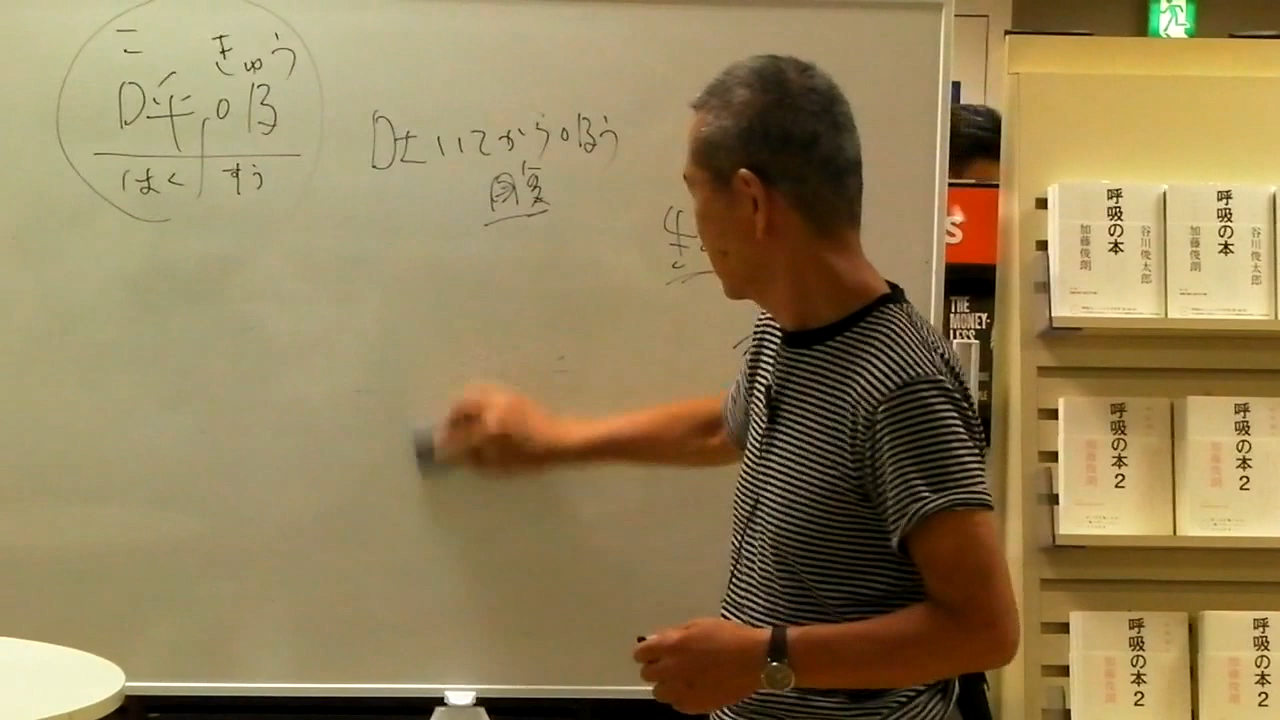 こ きゅう
呼吸
はく すう
吐いてから吸う
腹
S
THE
MONEY-
LESS
呼吸の本
谷川俊太郎
加藤俊朗
呼吸の本
谷川俊太郎
加藤俊朗
呼吸の本2
加藤俊朗
呼吸の本2
加藤俊朗
呼吸の本2
加藤俊朗
呼吸の本2
加藤俊朗